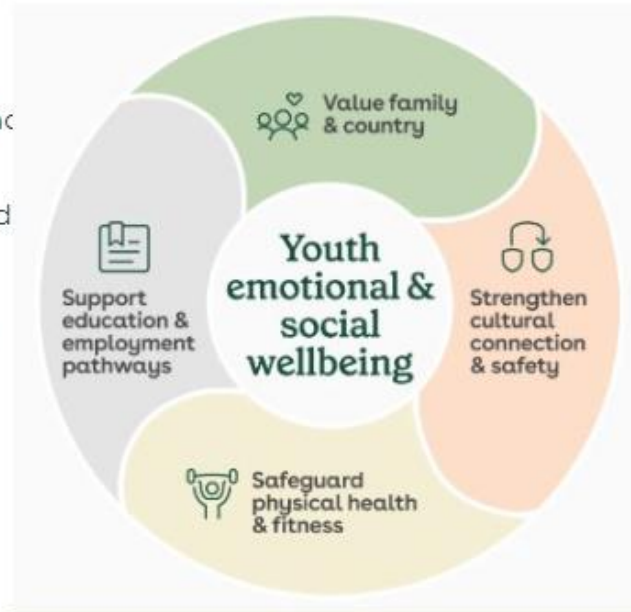 Value family
& country
Youth
emotional &
social
wellbeing
Support
education &
employment
pathways
Strengthen
cultural
connection
& safety
Safeguard
physical health
& fitness